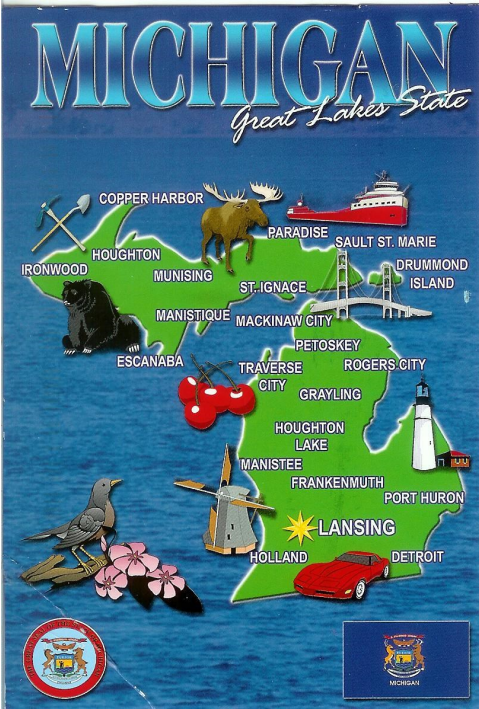 MICHIGAN
Great Lakes State
COPPER HARBOR
PARADISE
SAULT ST. MARIE
HOUGHTON
IRONWOOD
MUNISING
DRUMMOND
ISLAND
ST. IGNACE
MANISTIQUE
MACKINAW CITY
PETOSKEY
ESCANABA
TRAVERSE
CITY
ROGERS CITY
GRAYLING
HOUGHTON
LAKE
MANISTEE
FRANKENMUTH
PORT HURON
LANSING
HOLLAND
DETROIT
MICHIGAN